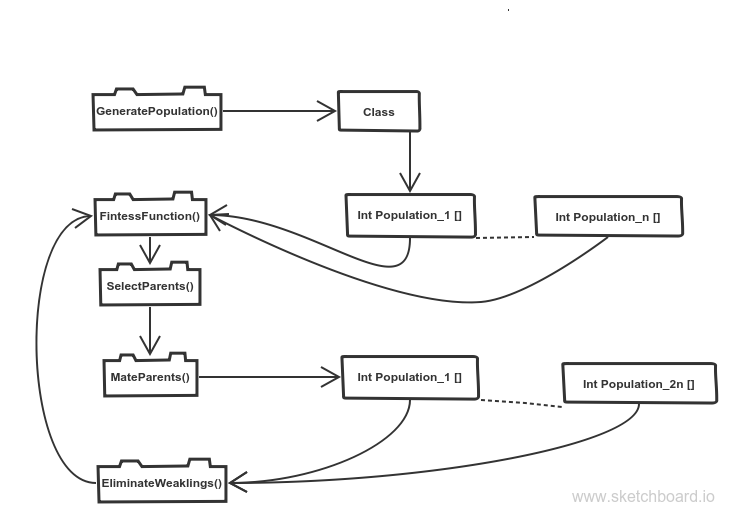 GeneratePopulation()
Class
FintessFunction()
Int Population_1 []
Int Population_n []
SelectParents()
MateParents()
Int Population_1 []
Int Population_2n []
EliminateWeaklings()
www.sketchboard.io